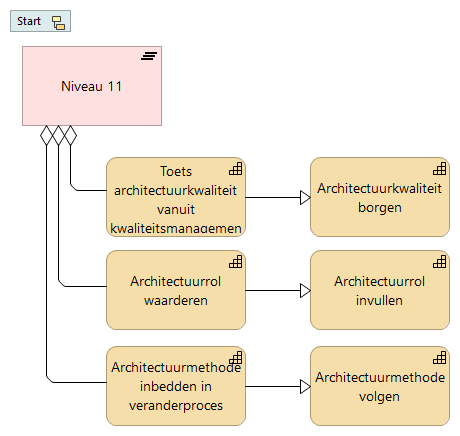 Start
Niveau 11
Toets
architectuurkwaliteit
vanuit
kwaliteitsmanagemen
Architectuurkwaliteit
borgen
Architectuurrol
waarderen
Architectuurrol
invullen
Architectuurmethode
inbedden in
veranderproces
Architectuurmethode
volgen